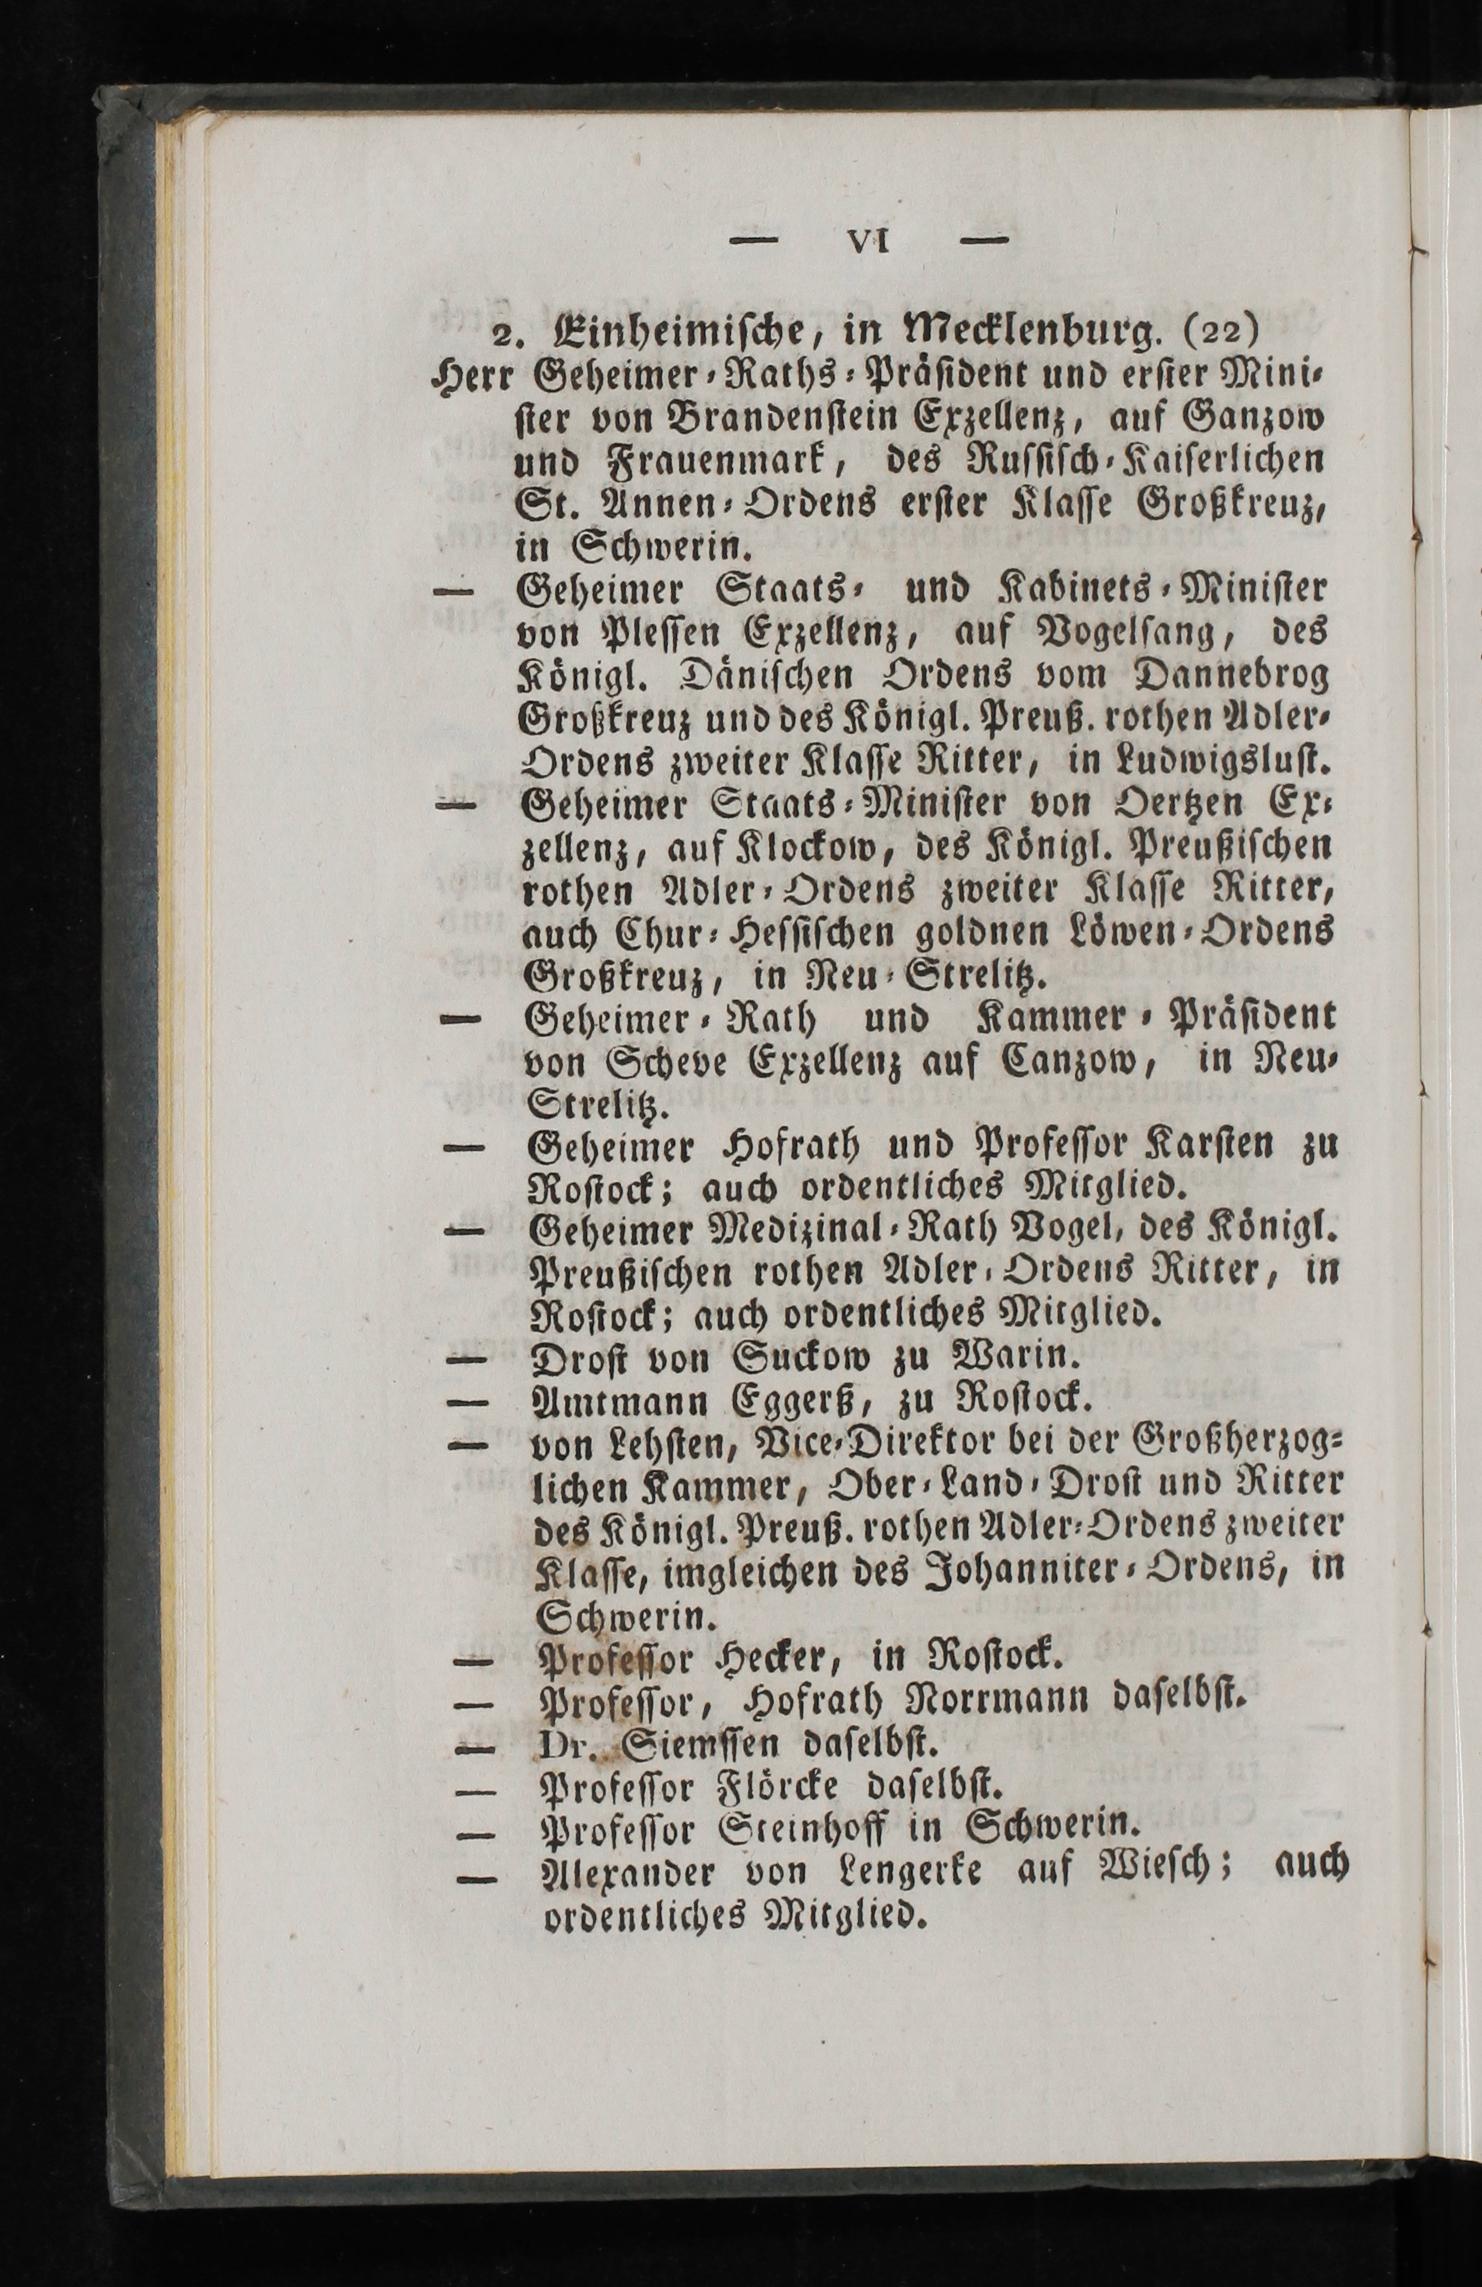 — VI —
2. Einheimiſche, in Mecklenburg. (22)
Herr Geheimer-Raths-Präſident und erſter Mini-
ſter von Brandenſtein Exzellenz, auf Ganzow
und Frauenmark, des Ruſſiſch-Kaiſerlichen
St. Annen-Ordens erſter Klaſſe Großkreuz,
in Schwerin.
— Geheimer Staats- und Kabinets-Miniſter
von Pleſſen Exzellenz, auf Vogelſang, des
Königl. Däniſchen Ordens vom Dannebrog
Großkreuz und des Königl. Preuß. rothen Adler-
Ordens zweiter Klaſſe Ritter, in Ludwigsluſt.
— Geheimer Staats-Miniſter von Oertzen Ex-
zellenz, auf Klockow, des Königl. Preußiſchen
rothen Adler-Ordens zweiter Klaſſe Ritter,
auch Chur-Heſſiſchen goldnen Löwen-Ordens
Großkreuz, in Neu-Strelitz.
— Geheimer-Rath und Kammer-Präſident
von Scheve Exzellenz auf Canzow, in Neu-
Strelitz.
— Geheimer Hofrath und Profeſſor Karſten zu
Roſtock; auch ordentliches Mitglied.
— Geheimer Medizinal-Rath Vogel, des Königl.
Preußiſchen rothen Adler-Ordens Ritter, in
Roſtock; auch ordentliches Mitglied.
— Droſt von Suckow zu Warin.
— Amtmann Eggerß, zu Roſtock.
— von Lehſten, Vice-Direktor bei der Großherzog-
lichen Kammer, Ober-Land-Droſt und Ritter
des Königl. Preuß. rothen Adler-Ordens zweiter
Klaſſe, imgleichen des Johanniter-Ordens, in
Schwerin.
— Profeſſor Hecker, in Roſtock.
— Profeſſor, Hofrath Norrmann daſelbſt.
— Dr. Siemſſen daſelbſt.
— Profeſſor Flörcke daſelbſt.
— Profeſſor Steinhoff in Schwerin.
— Alexander von Lengerke auf Wieſch; auch
ordentliches Mitglied.